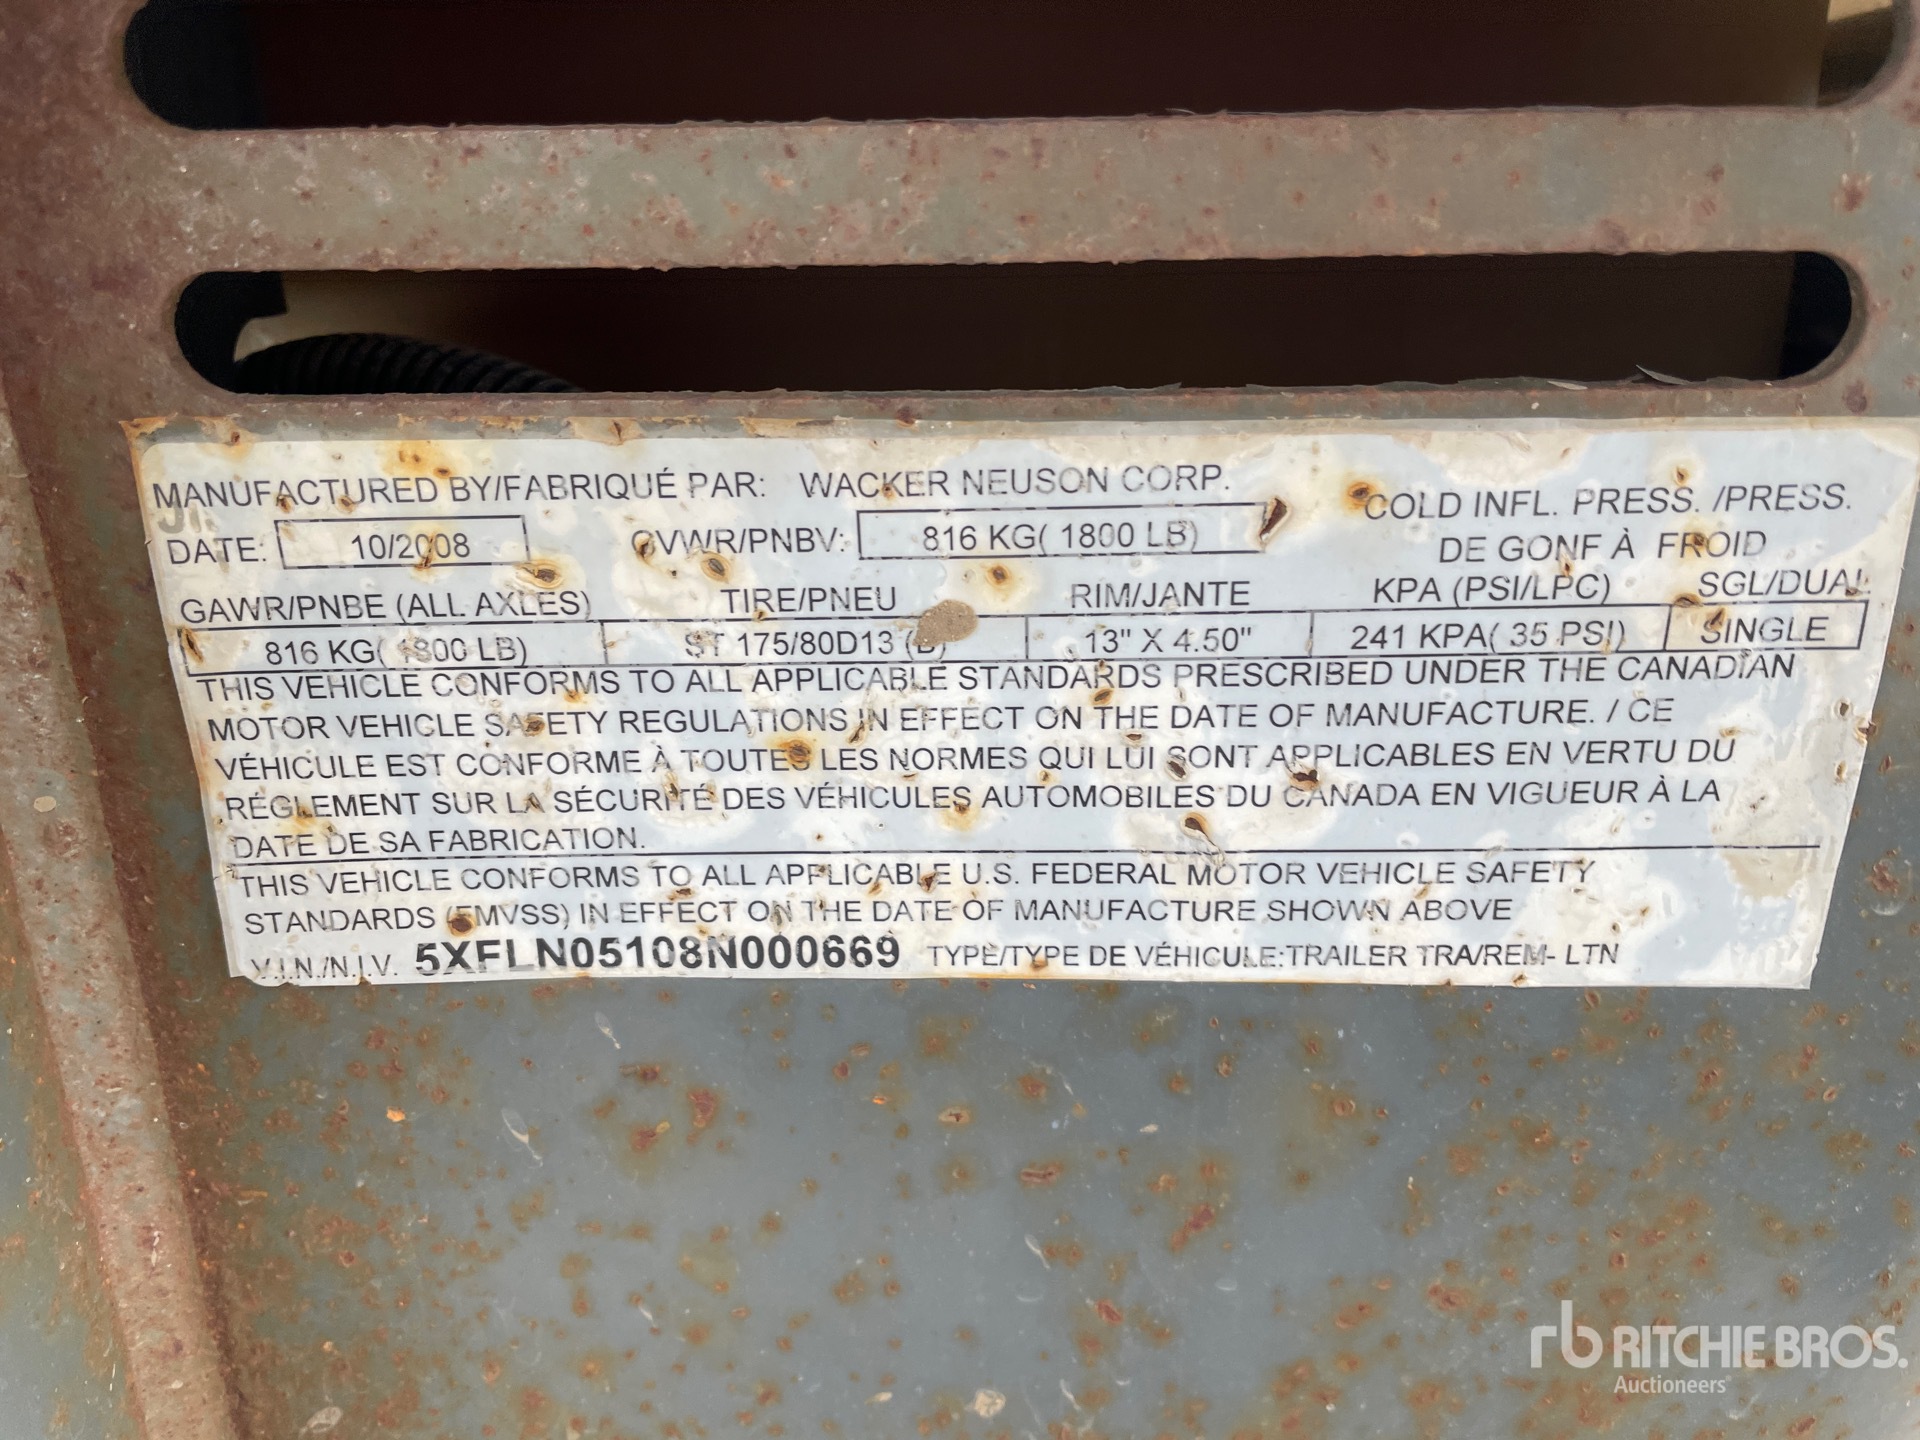 MANUFACTURED BY/FABRIQUÉ PAR: WACKER NEUSON CORP.
DATE: 10/2008 GVWR/PNBV: 816 KG( 1800 LB)
COLD INFL. PRESS. /PRESS.
DE GONF À FROID
GAWR/PNBE (ALL AXLES) TIRE/PNEU RIM/JANTE KPA (PSI/LPC) SGL/DUAL
816 KG( 1800 LB) ST 175/80D13 13" X 4.50" 241 KPA( 35 PSI) SINGLE
THIS VEHICLE CONFORMS TO ALL APPLICABLE STANDARDS PRESCRIBED UNDER THE CANADIAN
MOTOR VEHICLE SAFETY REGULATIONS IN EFFECT ON THE DATE OF MANUFACTURE. / CE
VÉHICULE EST CONFORME À TOUTES LES NORMES QUI LUI SONT APPLICABLES EN VERTU DU
RÉGLEMENT SUR LA SÉCURITÉ DES VÉHICULES AUTOMOBILES DU CANADA EN VIGUEUR À LA
DATE DE SA FABRICATION.
THIS VEHICLE CONFORMS TO ALL APPLICABLE U.S. FEDERAL MOTOR VEHICLE SAFETY
STANDARDS (FMVSS) IN EFFECT ON THE DATE OF MANUFACTURE SHOWN ABOVE
V.I.N./N.I.V. 5XFLN05108N000669 TYPE/TYPE DE VÉHICULE:TRAILER TRA/REM- LTN
rb RITCHIE BROS.
Auctioneers